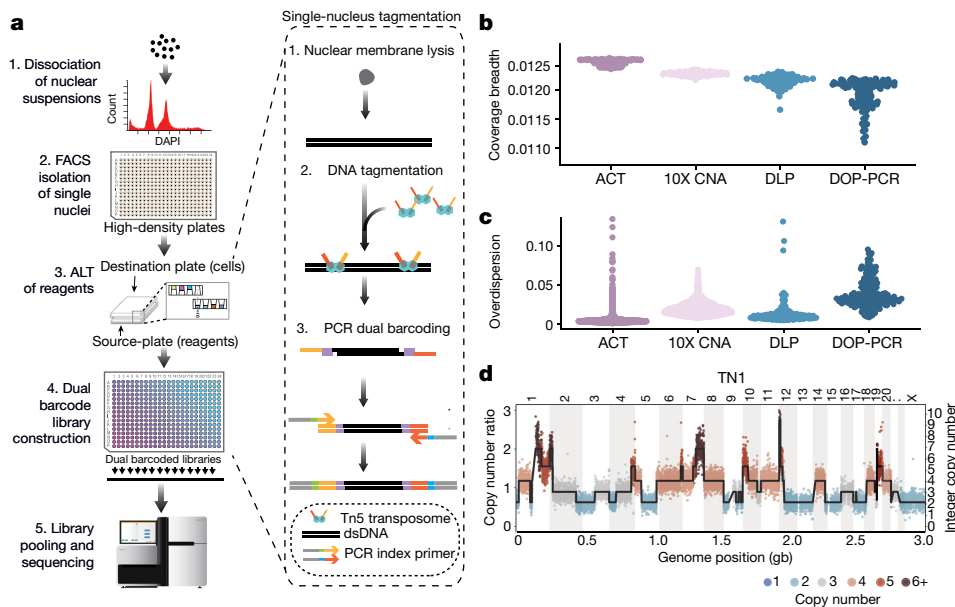 a
1. Dissociation
of nuclear
suspensions
Count
DAPI
2. FACS
isolation
of single
nuclei
High-density plates
3. ALT
of reagents
Destination plate (cells)
Source-plate (reagents)
4. Dual
barcode
library
construction
Dual barcoded libraries
5. Library
pooling and
sequencing
Single-nucleus tagmentation
1. Nuclear membrane lysis
2. DNA tagmentation
3. PCR dual barcoding
Tn5 transposome
dsDNA
PCR index primer
b
Coverage breadth
0.0125
0.0120
0.0115
0.0110
ACT 10X CNA DLP DOP-PCR
c
Overdispersion
0.10
0.05
0
ACT 10X CNA DLP DOP-PCR
d
TN1
1 2 3 4 5 6 7 8 9 10 11 12 14 15 16 17 18 19 20 X
Copy number ratio
3
2
1
0
Integer copy number
10
9
8
7
6
5
4
3
2
0
0 0.5 1.0 1.5 2.0 2.5 3.0
Genome position (gb)
1 2 3 4 5 6+
Copy number